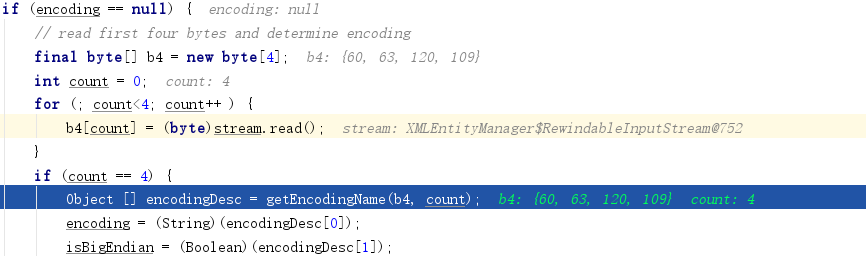 if (encoding == null) { encoding: null
// read first four bytes and determine encoding
final byte[] b4 = new byte[4]; b4: {60, 63, 120, 109}
int count = 0; count: 4
for (; count<4; count++ ) {
b4[count] = (byte)stream.read(); stream: XMLEntityManager$RewindableInputStream@752
}
if (count == 4) {
Object [] encodingDesc = getEncodingName(b4, count); b4: {60, 63, 120, 109} count: 4
encoding = (String)(encodingDesc[0]);
isBigEndian = (Boolean)(encodingDesc[1]);